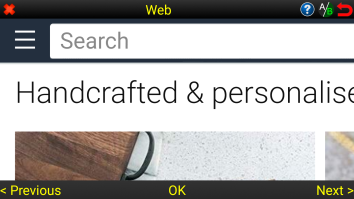 Web
Search
Handcrafted & personalise
< Previous OK Next >